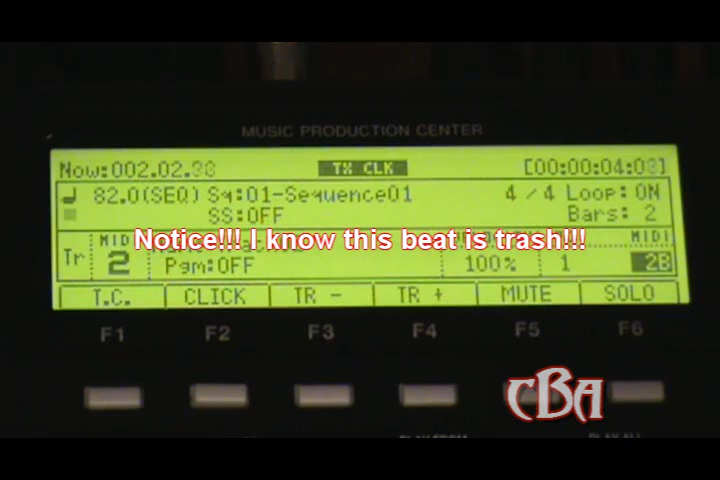 MUSIC PRODUCTION CENTER
Now:002.02.38 TX CLK [00:00:04:03]
82.0(SEQ) Sq:01-Sequence01 4/4 Loop:ON
SS:OFF Bars: 2
Notice!!! I know this beat is trash!!!
MIDI
Tr 2 Pgm:OFF 100% 1 2B
T.C. CLICK TR - TR + MUTE SOLO
F1 F2 F3 F4 F5 F6
CBA